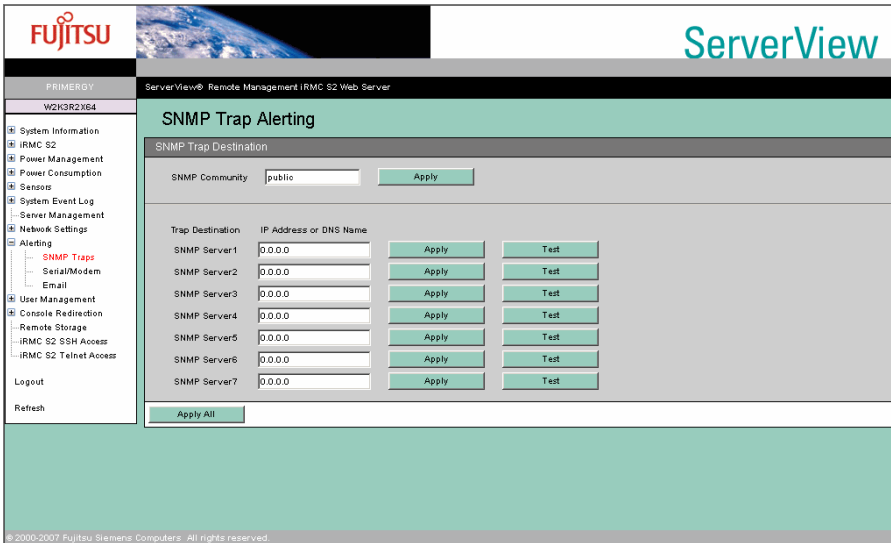 FUJITSU
ServerView
PRIMERGY
ServerView® Remote Management iRMC S2 Web Server
W2K3R2X64
System Information
iRMC S2
Power Management
Power Consumption
Sensors
System Event Log
Server Management
Network Settings
Alerting
SNMP Traps
Serial/Modem
Email
User Management
Console Redirection
Remote Storage
iRMC S2 SSH Access
iRMC S2 Telnet Access
Logout
Refresh
SNMP Trap Alerting
SNMP Trap Destination
SNMP Community public Apply
Trap Destination IP Address or DNS Name
SNMP Server1 0.0.0.0 Apply Test
SNMP Server2 0.0.0.0 Apply Test
SNMP Server3 0.0.0.0 Apply Test
SNMP Server4 0.0.0.0 Apply Test
SNMP Server5 0.0.0.0 Apply Test
SNMP Server6 0.0.0.0 Apply Test
SNMP Server7 0.0.0.0 Apply Test
Apply All
© 2000-2007 Fujitsu Siemens Computers All rights reserved.